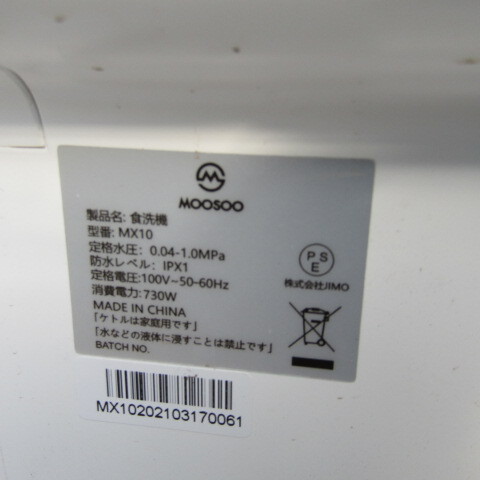 MOOSOO
製品名: 食洗機
型番: MX10
定格水圧: 0.04-1.0MPa
防水レベル: IPX1
定格電圧:100V~50-60Hz
消費電力:730W
MADE IN CHINA
「ケトルは家庭用です」
「水などの液体に浸すことは禁止です」
BATCH NO.
P S
E
株式会社JIMO
MX10202103170061